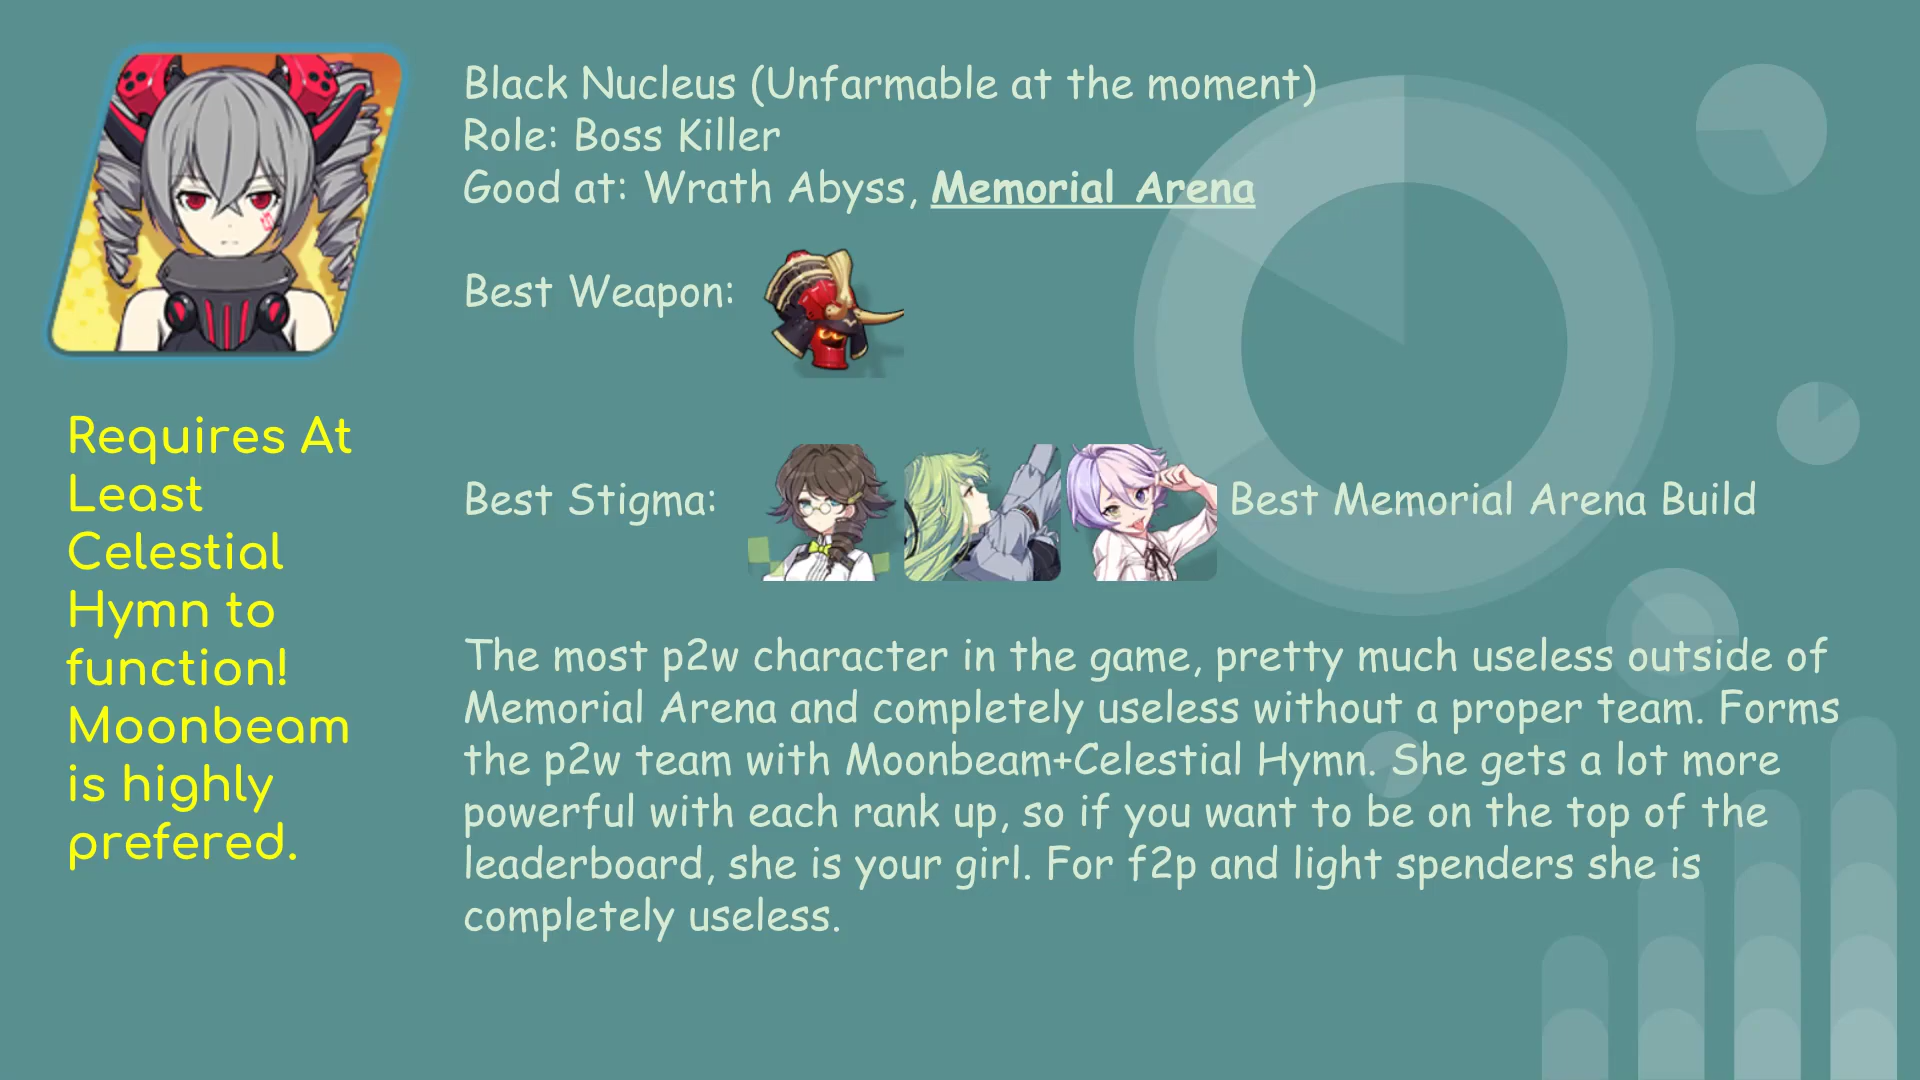 Black Nucleus (Unfarmable at the moment)
Role: Boss Killer
Good at: Wrath Abyss, Memorial Arena
Best Weapon:
Requires At
Least
Celestial
Hymn to
function!
Moonbeam
is highly
prefered.
Best Stigma:
Best Memorial Arena Build
The most p2w character in the game, pretty much useless outside of
Memorial Arena and completely useless without a proper team. Forms
the p2w team with Moonbeam+Celestial Hymn. She gets a lot more
powerful with each rank up, so if you want to be on the top of the
leaderboard, she is your girl. For f2p and light spenders she is
completely useless.